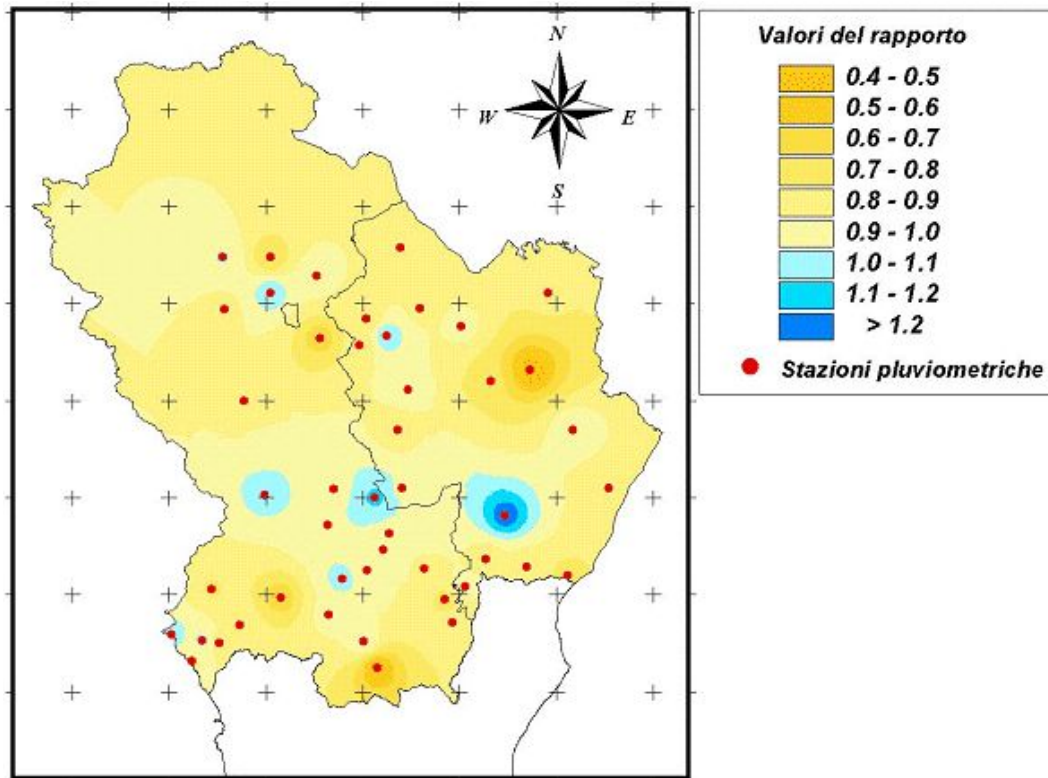 N
W
E
S
Valori del rapporto
0.4 - 0.5
0.5 - 0.6
0.6 - 0.7
0.7 - 0.8
0.8 - 0.9
0.9 - 1.0
1.0 - 1.1
1.1 - 1.2
> 1.2
Stazioni pluviometriche